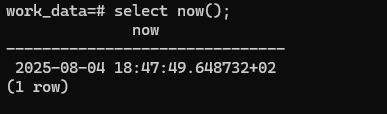 work_data=# select now();
now
-------------------------------
2025-08-04 18:47:49.648732+02
(1 row)